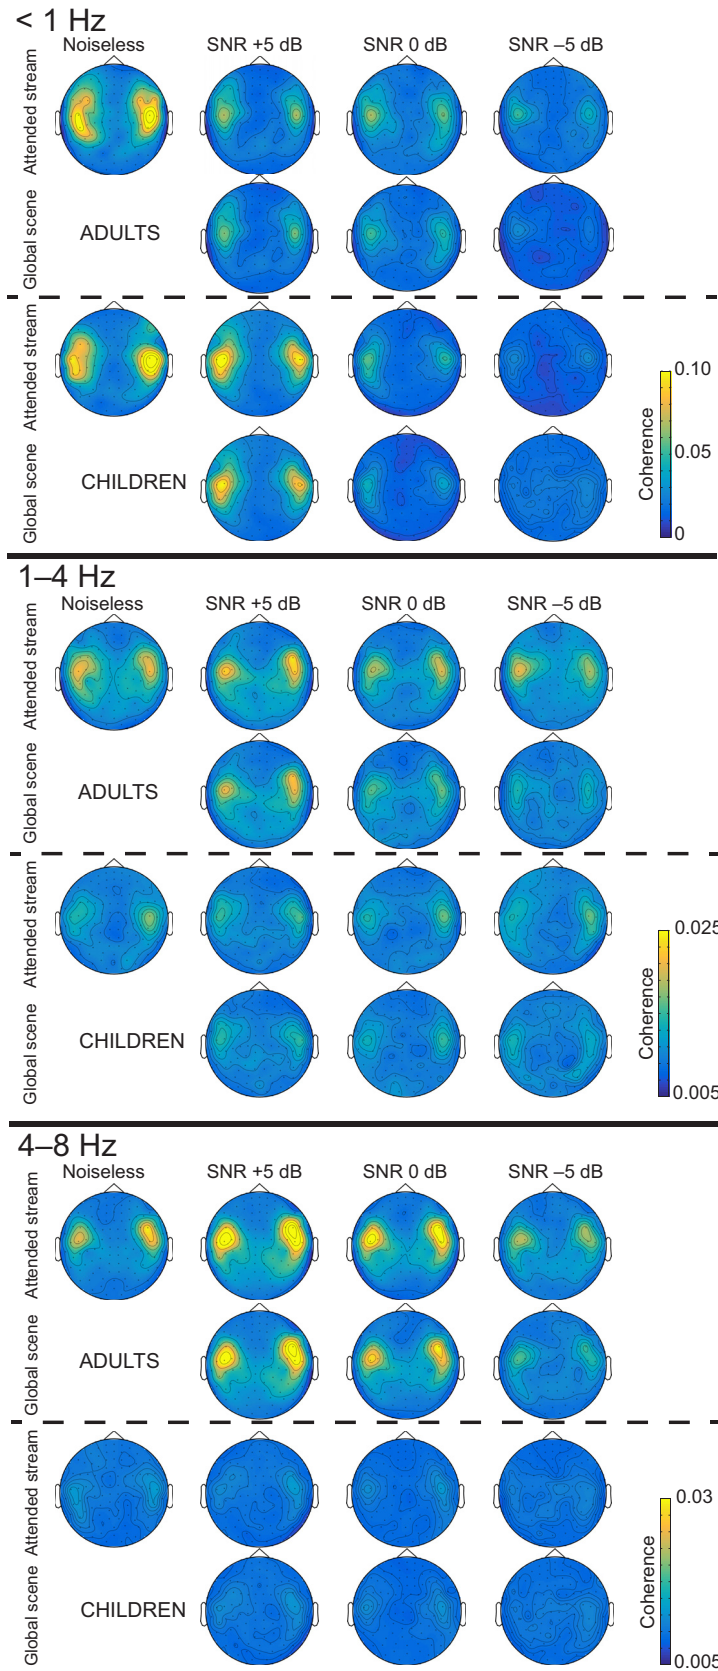 < 1 Hz
Noiseless SNR +5 dB SNR 0 dB SNR –5 dB
Attended stream
Global scene
ADULTS
Attended stream
Global scene
CHILDREN
Coherence
0.10
0.05
0
1–4 Hz
Noiseless SNR +5 dB SNR 0 dB SNR –5 dB
Attended stream
Global scene
ADULTS
Attended stream
Global scene
CHILDREN
Coherence
0.025
0.005
4–8 Hz
Noiseless SNR +5 dB SNR 0 dB SNR –5 dB
Attended stream
Global scene
ADULTS
Attended stream
Global scene
CHILDREN
Coherence
0.03
0.005